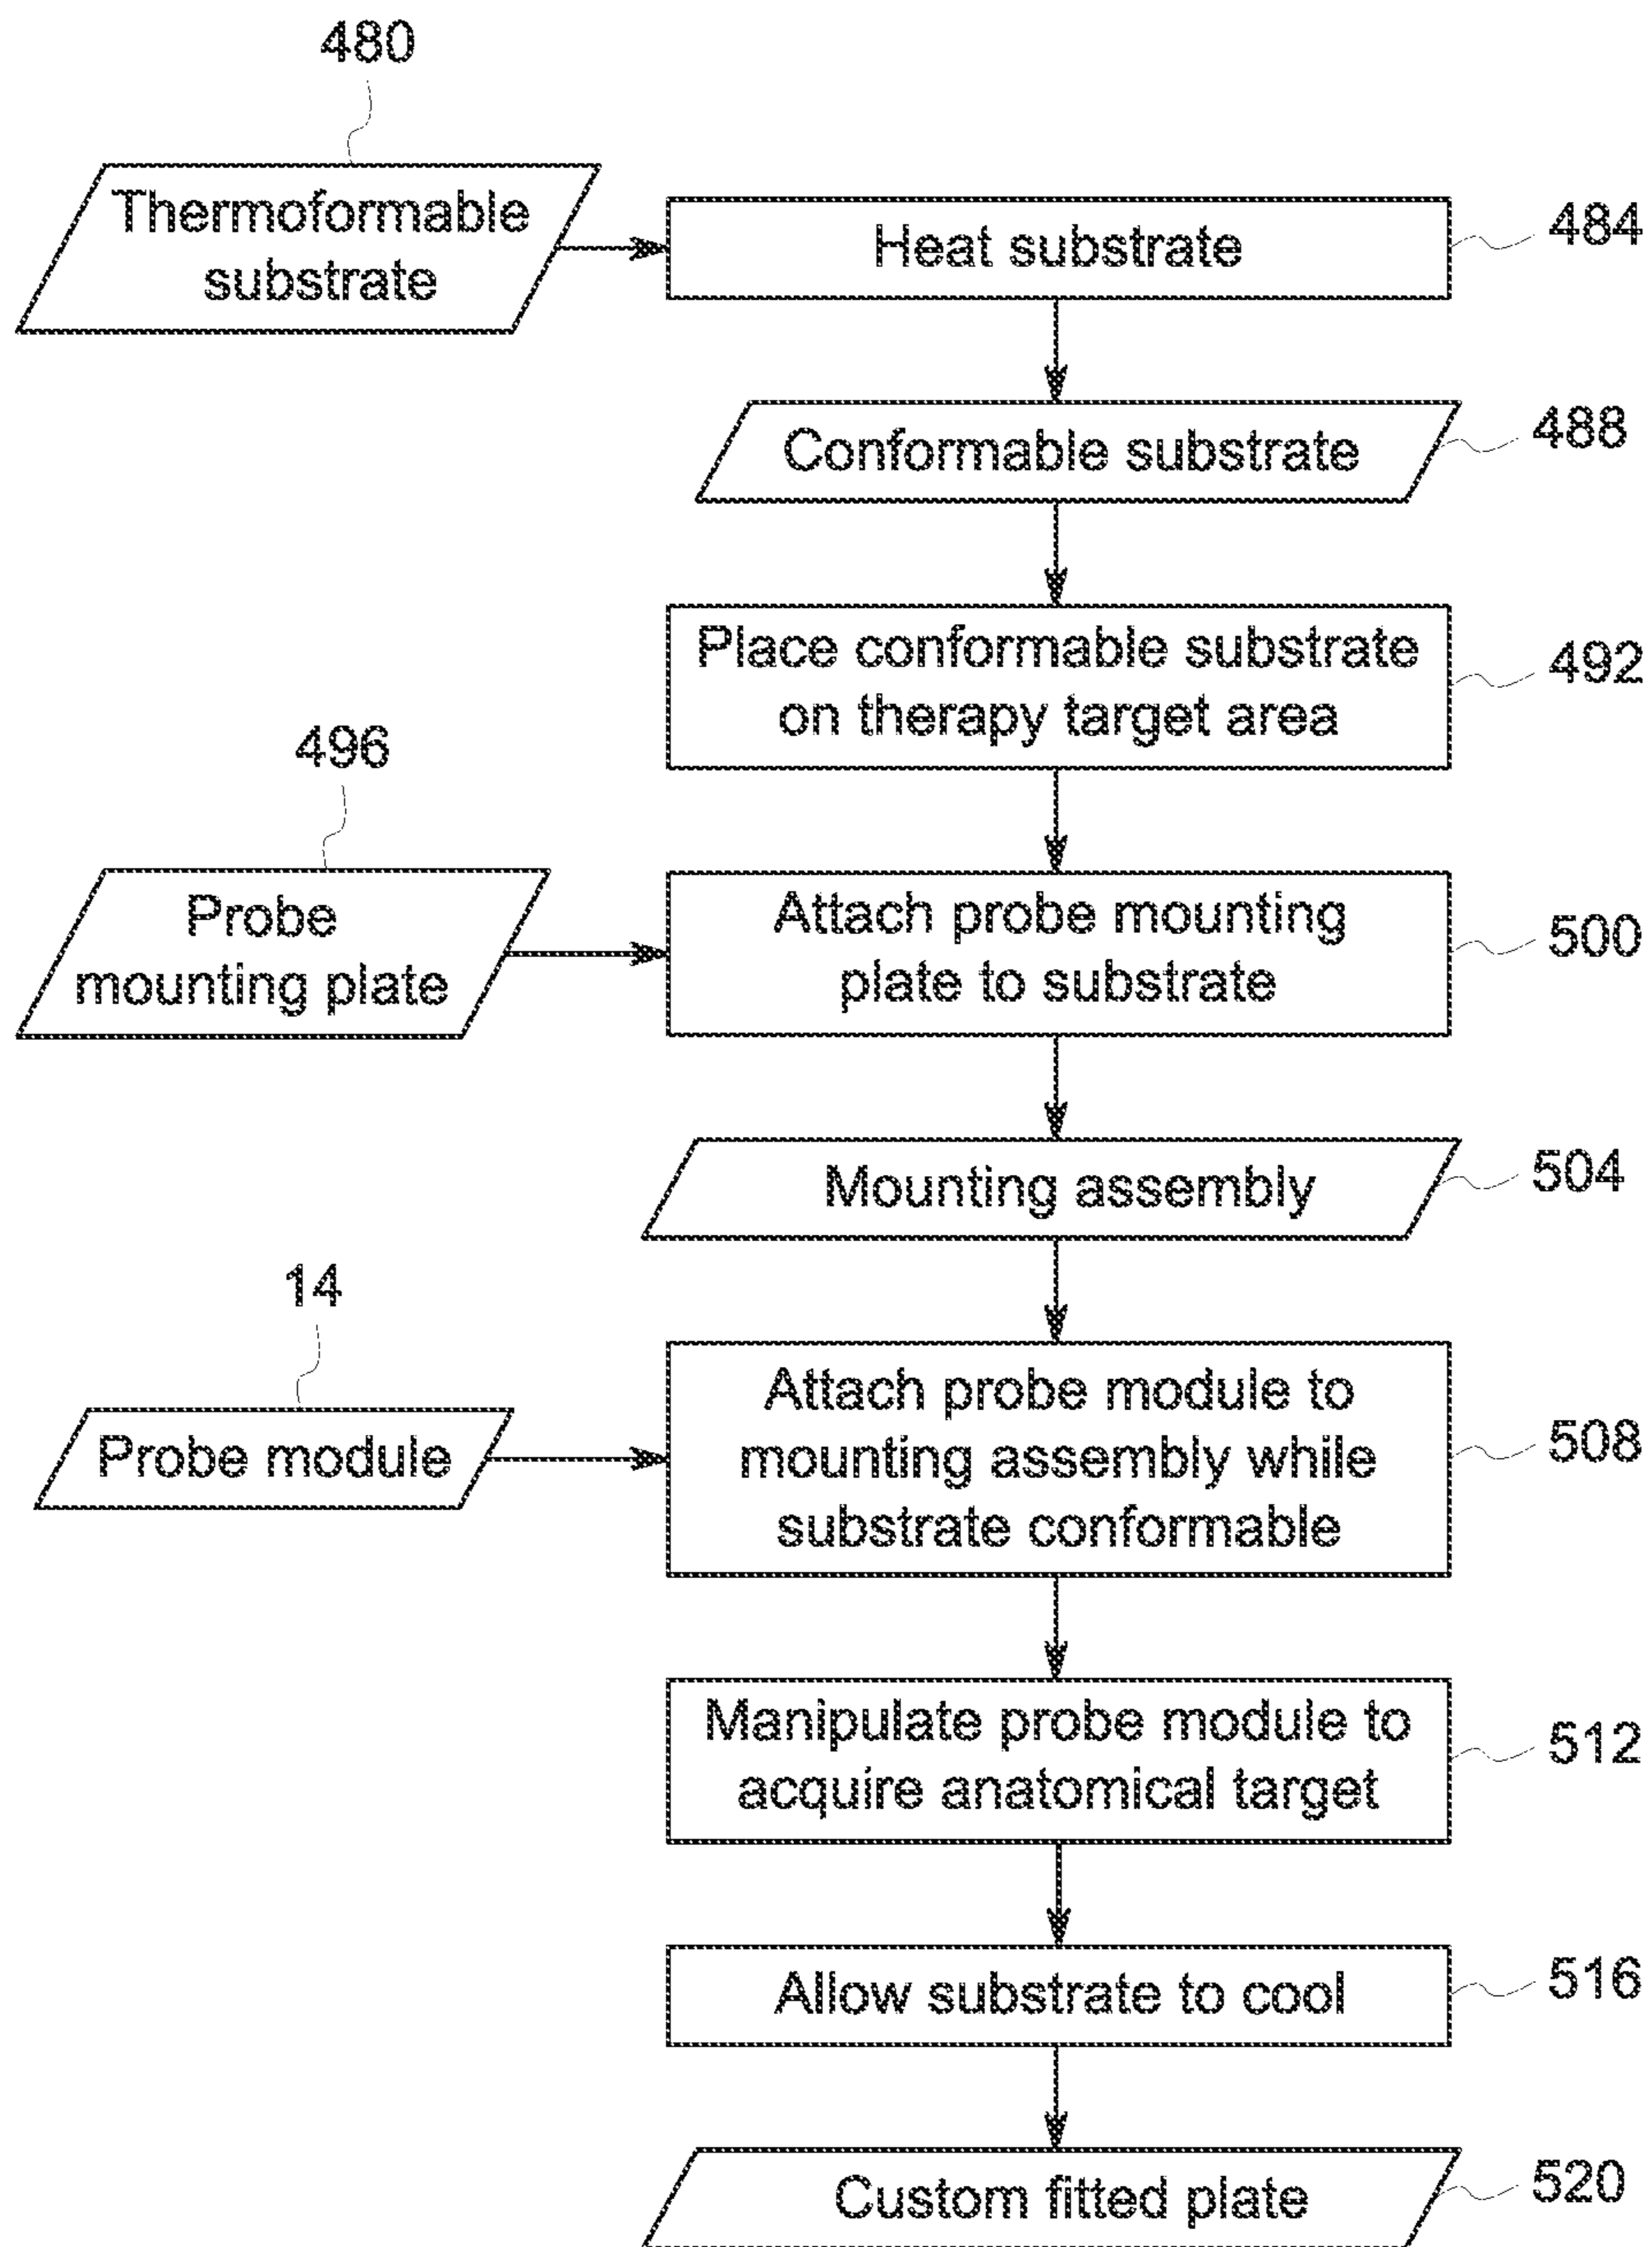 480
Thermoformable
substrate
Heat substrate
484
Conformable substrate
488
Place conformable substrate
on therapy target area
492
496
Probe
mounting plate
Attach probe mounting
plate to substrate
500
Mounting assembly
504
14
Probe module
Attach probe module to
mounting assembly while
substrate conformable
508
Manipulate probe module to
acquire anatomical target
512
Allow substrate to cool
516
Custom fitted plate
520